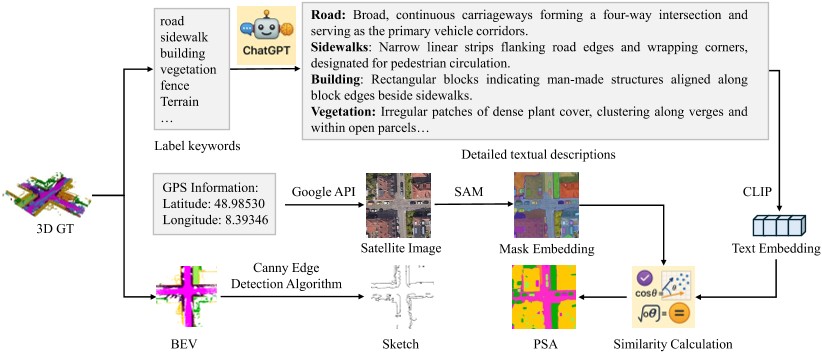 road
sidewalk
building
vegetation
fence
Terrain
…
Label keywords
ChatGPT
Road: Broad, continuous carriageways forming a four-way intersection and
serving as the primary vehicle corridors.
Sidewalks: Narrow linear strips flanking road edges and wrapping corners,
designated for pedestrian circulation.
Building: Rectangular blocks indicating man-made structures aligned along
block edges beside sidewalks.
Vegetation: Irregular patches of dense plant cover, clustering along verges and
within open parcels…
Detailed textual descriptions
3D GT
GPS Information:
Latitude: 48.98530
Longitude: 8.39346
Google API
Satellite Image
SAM
Mask Embedding
CLIP
Text Embedding
BEV
Canny Edge
Detection Algorithm
Sketch
PSA
cosθ=
θ
√oθ) =
Similarity Calculation